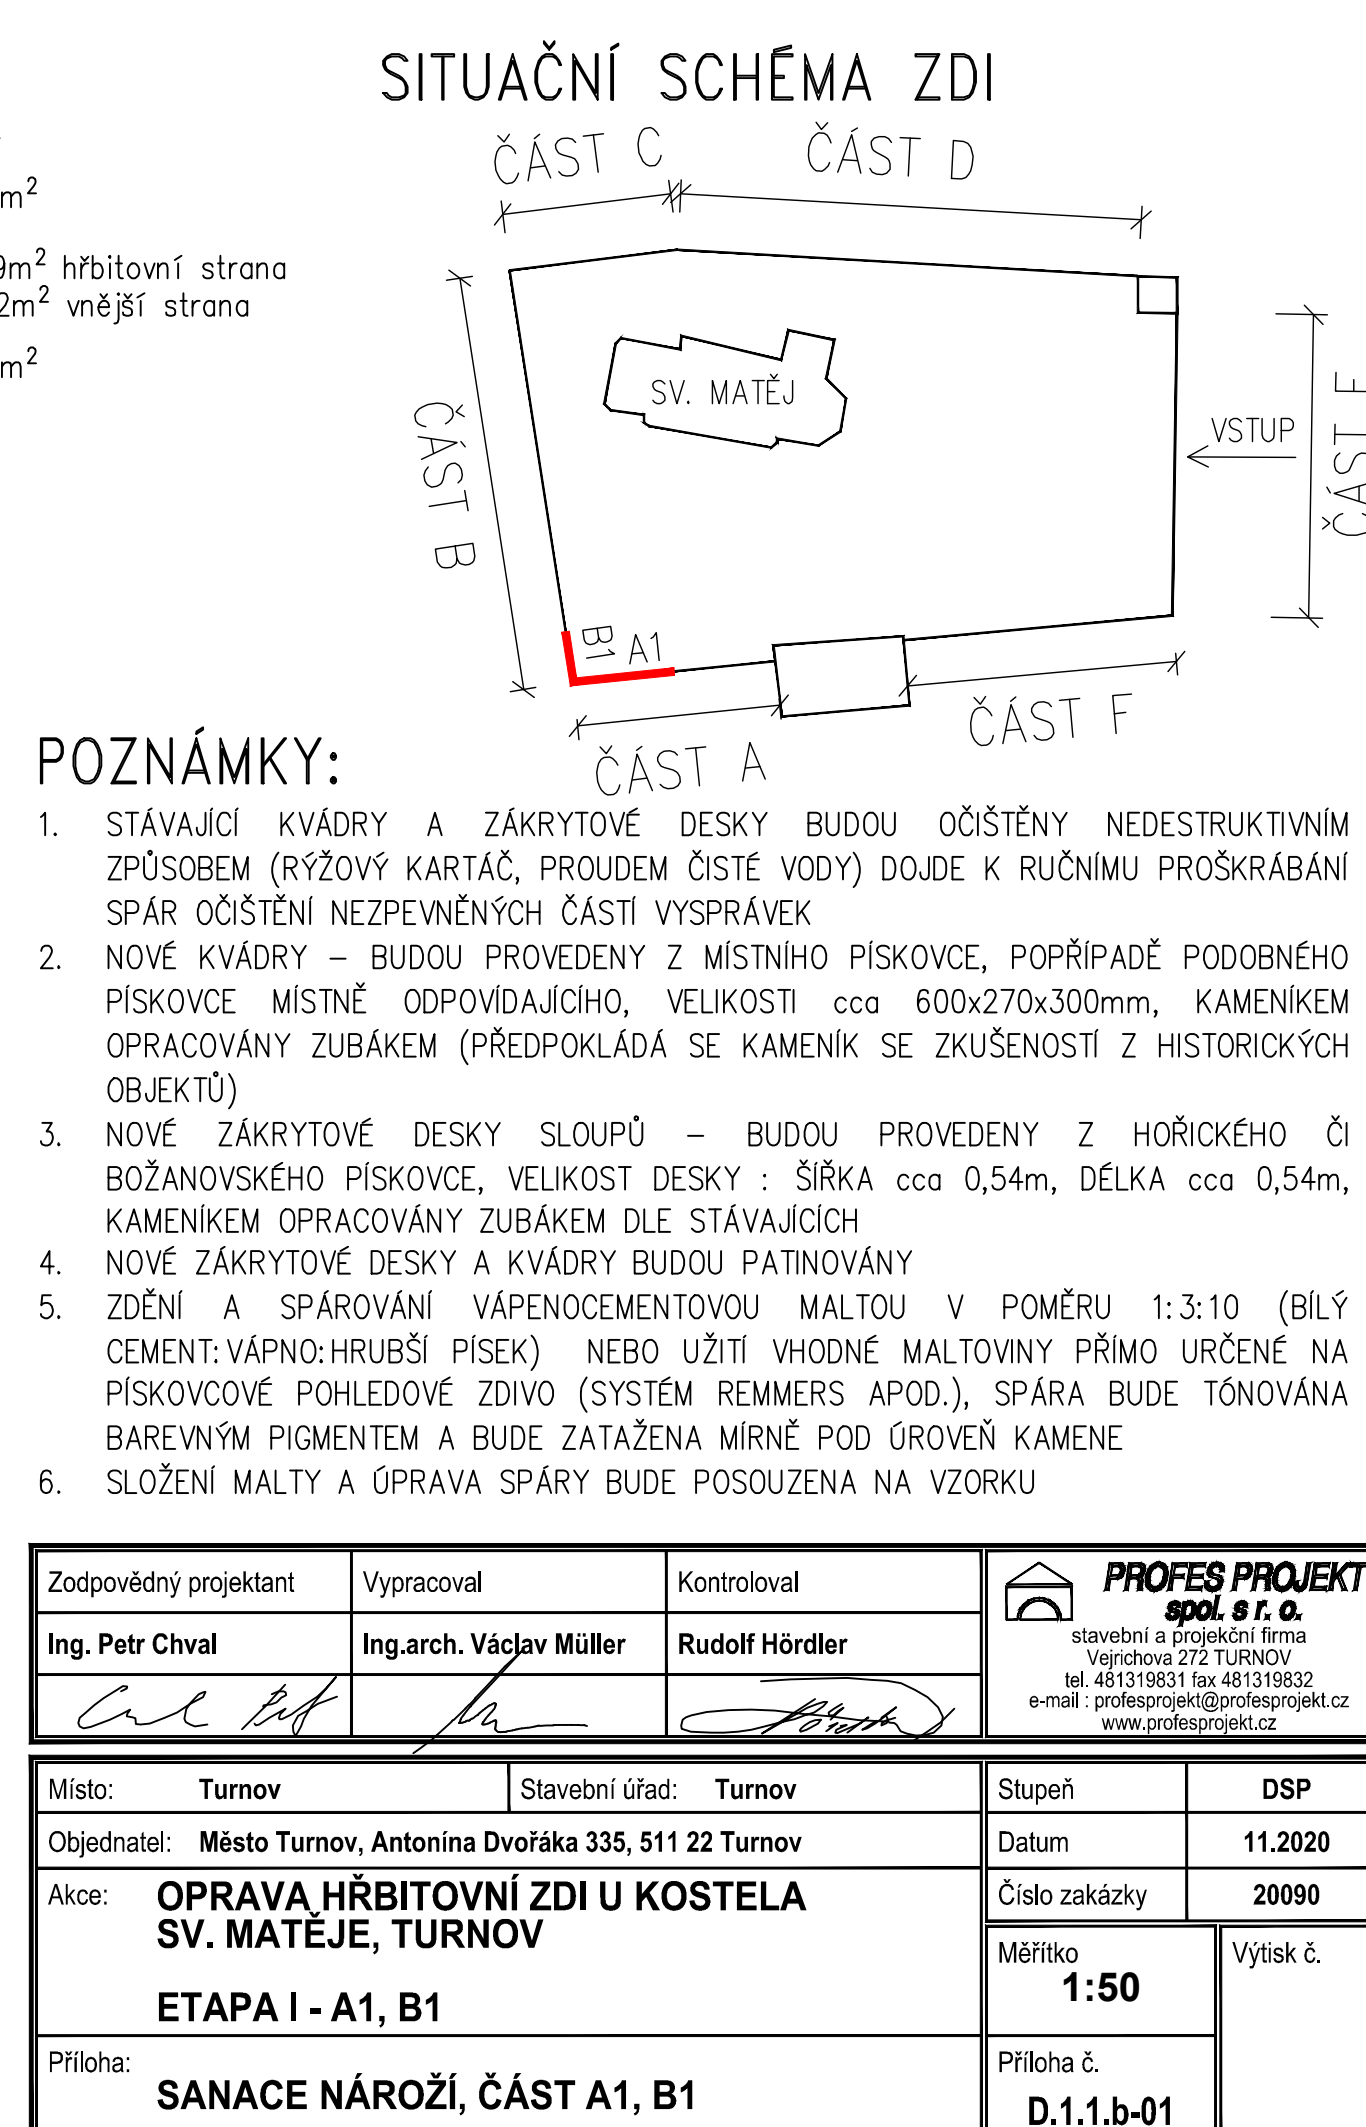 SITUAČNÍ SCHÉMA ZDI
ČÁST C
ČÁST D
m²
9m² hřbitovní strana
2m² vnější strana
m²
SV. MATĚJ
ČÁST B
VSTUP
ČÁST E
B1
A1
ČÁST F
ČÁST A
POZNÁMKY:
1. STÁVAJÍCÍ KVÁDRY A ZÁKRYTOVÉ DESKY BUDOU OČIŠTĚNY NEDESTRUKTIVNÍM
ZPŮSOBEM (RÝŽOVÝ KARTÁČ, PROUDEM ČISTÉ VODY) DOJDE K RUČNÍMU PROŠKRÁBÁNÍ
SPÁR OČIŠTĚNÍ NEZPEVNĚNÝCH ČÁSTÍ VYSPRÁVEK
2. NOVÉ KVÁDRY – BUDOU PROVEDENY Z MÍSTNÍHO PÍSKOVCE, POPŘÍPADĚ PODOBNÉHO
PÍSKOVCE MÍSTNĚ ODPOVÍDAJÍCÍHO, VELIKOSTI cca 600x270x300mm, KAMENÍKEM
OPRACOVÁNY ZUBÁKEM (PŘEDPOKLÁDÁ SE KAMENÍK SE ZKUŠENOSTÍ Z HISTORICKÝCH
OBJEKTŮ)
3. NOVÉ ZÁKRYTOVÉ DESKY SLOUPŮ – BUDOU PROVEDENY Z HOŘICKÉHO ČI
BOŽANOVSKÉHO PÍSKOVCE, VELIKOST DESKY : ŠÍŘKA cca 0,54m, DÉLKA cca 0,54m,
KAMENÍKEM OPRACOVÁNY ZUBÁKEM DLE STÁVAJÍCÍCH
4. NOVÉ ZÁKRYTOVÉ DESKY A KVÁDRY BUDOU PATINOVÁNY
5. ZDĚNÍ A SPÁROVÁNÍ VÁPENOCEMENTOVOU MALTOU V POMĚRU 1:3:10 (BÍLÝ
CEMENT:VÁPNO:HRUBŠÍ PÍSEK) NEBO UŽITÍ VHODNÉ MALTOVINY PŘÍMO URČENÉ NA
PÍSKOVCOVÉ POHLEDOVÉ ZDIVO (SYSTÉM REMMERS APOD.), SPÁRA BUDE TÓNOVÁNA
BAREVNÝM PIGMENTEM A BUDE ZATAŽENA MÍRNĚ POD ÚROVEŇ KAMENE
6. SLOŽENÍ MALTY A ÚPRAVA SPÁRY BUDE POSOUZENA NA VZORKU
Zodpovědný projektant
Vypracoval
Kontroloval
Ing. Petr Chval
Ing.arch. Václav Müller
Rudolf Hördler
PROFES PROJEKT
spol. s r. o.
stavební a projekční firma
Vejrichova 272 TURNOV
tel. 481319831 fax 481319832
e-mail : profesprojekt@profesprojekt.cz
www.profesprojekt.cz
Místo: Turnov
Stavební úřad: Turnov
Stupeň DSP
Objednatel: Město Turnov, Antonína Dvořáka 335, 511 22 Turnov
Datum 11.2020
Akce: OPRAVA HŘBITOVNÍ ZDI U KOSTELA
SV. MATĚJE, TURNOV
ETAPA I - A1, B1
Číslo zakázky 20090
Měřítko
1:50
Výtisk č.
Příloha:
SANACE NÁROŽÍ, ČÁST A1, B1
Příloha č.
D.1.1.b-01